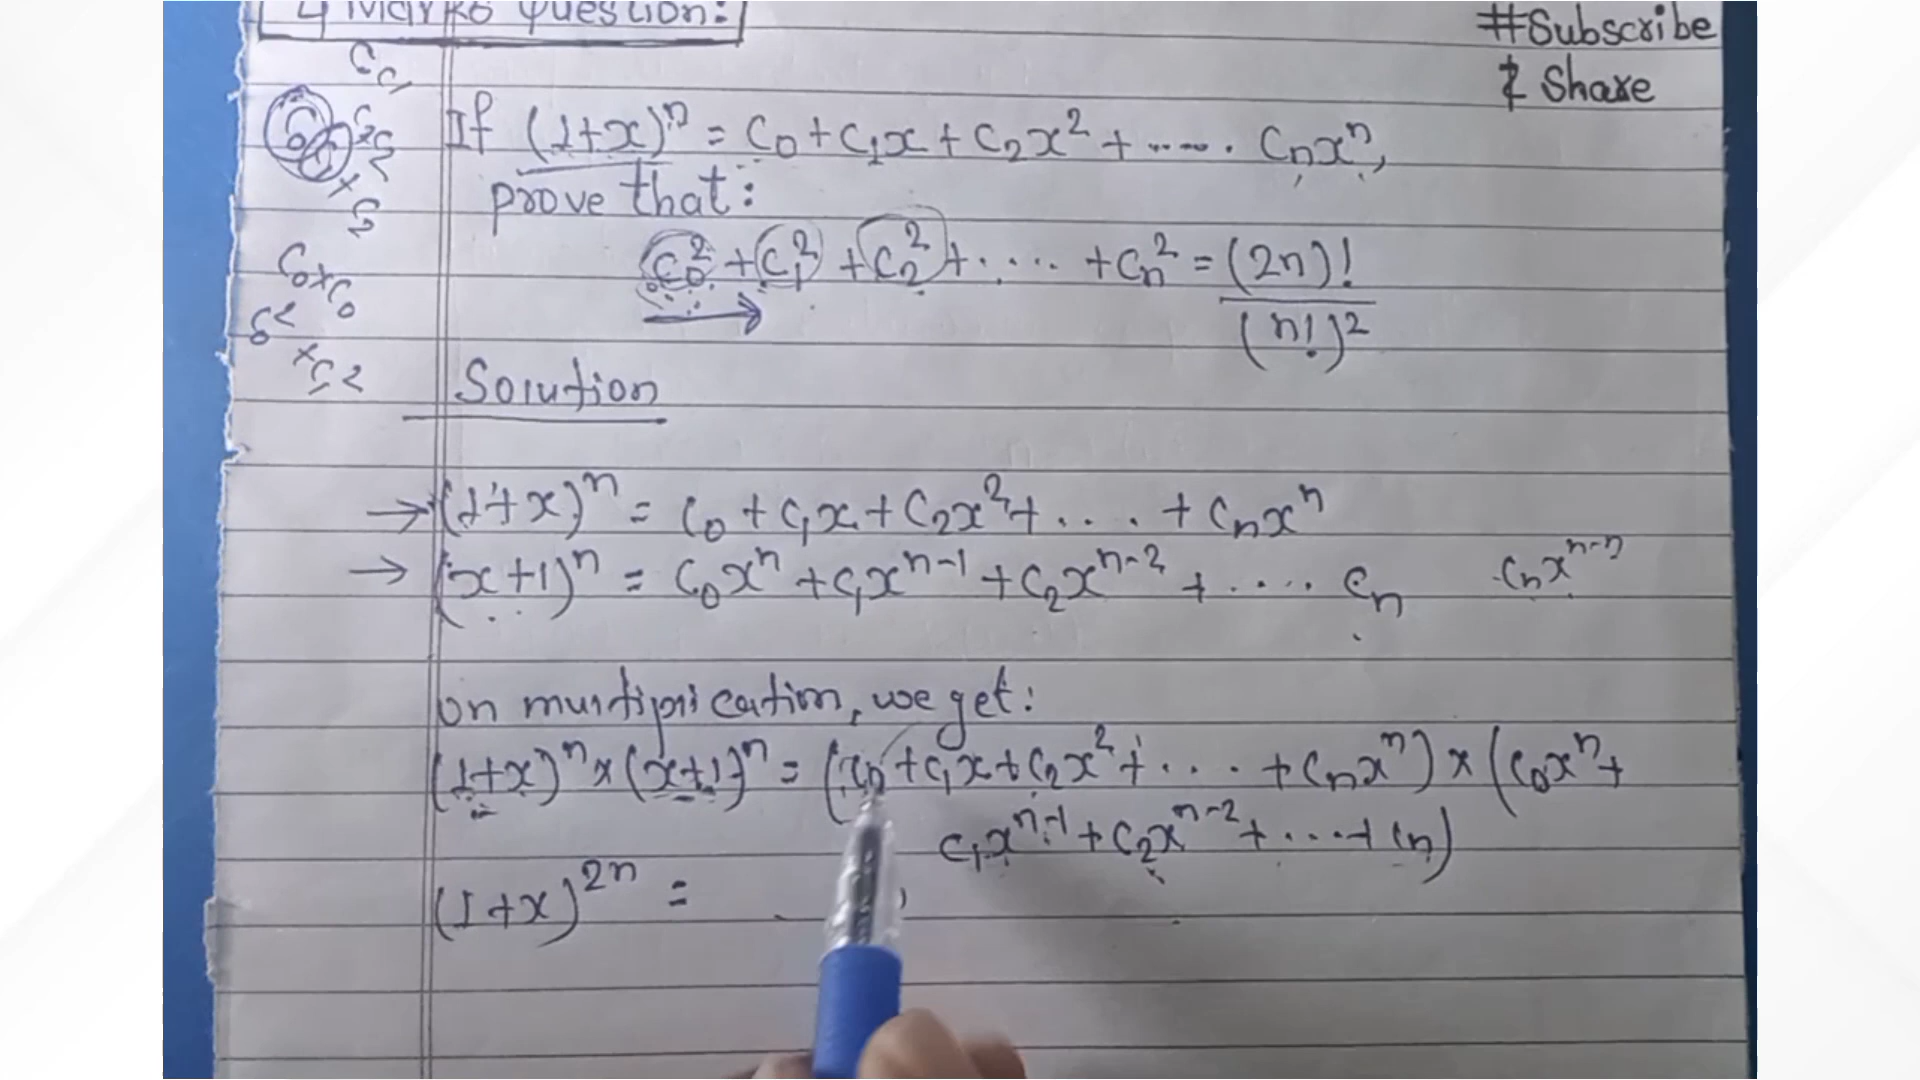 4 Marks Question:
#Subscribe
& Share
If (1+x)^n = C₀ + C₁x + C₂x² + ..... Cₙxⁿ,
prove that:
C₀² + C₁² + C₂² + ..... + Cₙ² = (2n)!
(n!)²
Solution
→ (1+x)ⁿ = C₀ + C₁x + C₂x² + .... + Cₙxⁿ
→ (x+1)ⁿ = C₀xⁿ + C₁xⁿ⁻¹ + C₂xⁿ⁻² + ..... Cₙ Cₙxⁿ⁻ⁿ
on multiplication, we get:
(1+x)ⁿ × (x+1)ⁿ = (C₀ + C₁x + C₂x² + .... + Cₙxⁿ) × (C₀xⁿ +
C₁xⁿ⁻¹ + C₂xⁿ⁻² + .... + Cₙ)
(1+x)²ⁿ =